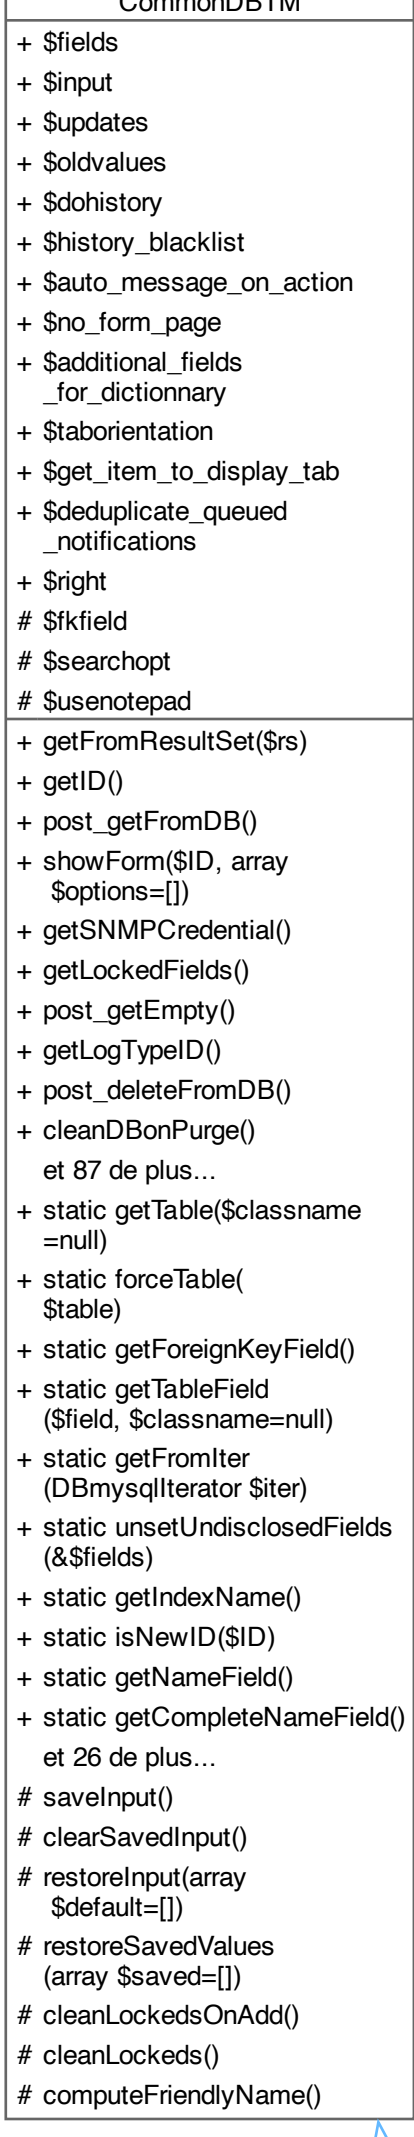 CommonDBTM
+ $fields
+ $input
+ $updates
+ $oldvalues
+ $dohistory
+ $history_blacklist
+ $auto_message_on_action
+ $no_form_page
+ $additional_fields
_for_dictionnary
+ $taborientation
+ $get_item_to_display_tab
+ $deduplicate_queued
_notifications
+ $right
# $fkfield
# $searchopt
# $usenotepad
+ getFromResultSet($rs)
+ getID()
+ post_getFromDB()
+ showForm($ID, array
$options=[])
+ getSNMPCredential()
+ getLockedFields()
+ post_getEmpty()
+ getLogTypeID()
+ post_deleteFromDB()
+ cleanDBonPurge()
et 87 de plus...
+ static getTable($classname
=null)
+ static forceTable(
$table)
+ static getForeignKeyField()
+ static getTableField
($field, $classname=null)
+ static getFromIter
(DBmysqlIterator $iter)
+ static unsetUndisclosedFields
(&$fields)
+ static getIndexName()
+ static isNewID($ID)
+ static getNameField()
+ static getCompleteNameField()
et 26 de plus...
# saveInput()
# clearSavedInput()
# restoreInput(array
$default=[])
# restoreSavedValues
(array $saved=[])
# cleanLockedsOnAdd()
# cleanLockeds()
# computeFriendlyName()